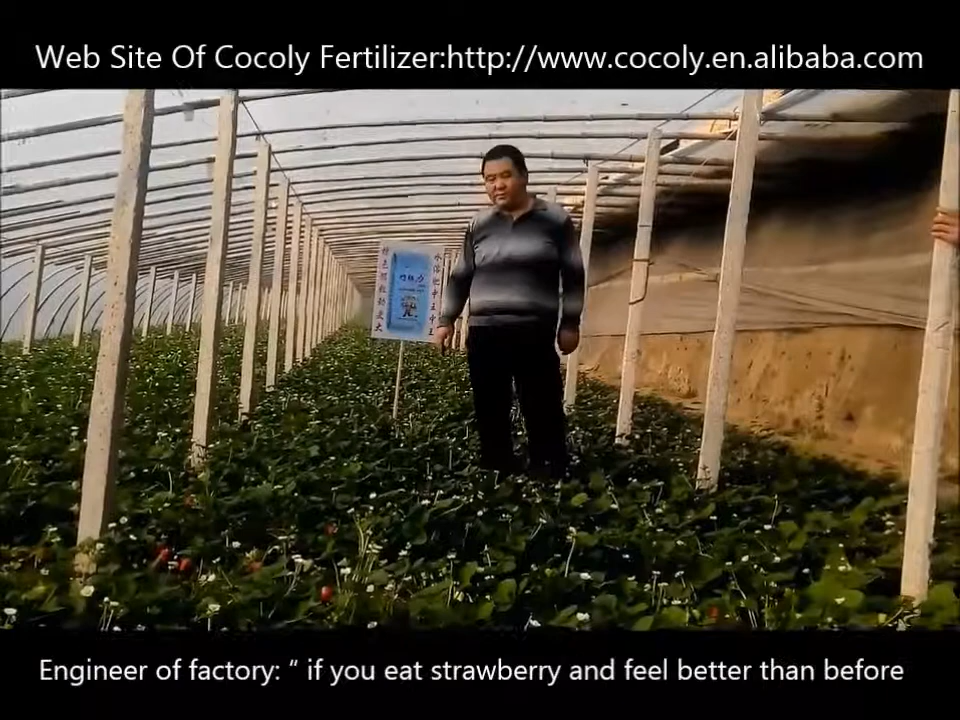 Web Site Of Cocoly Fertilizer:http://www.cocoly.en.alibaba.com
Engineer of factory: “ if you eat strawberry and feel better than before